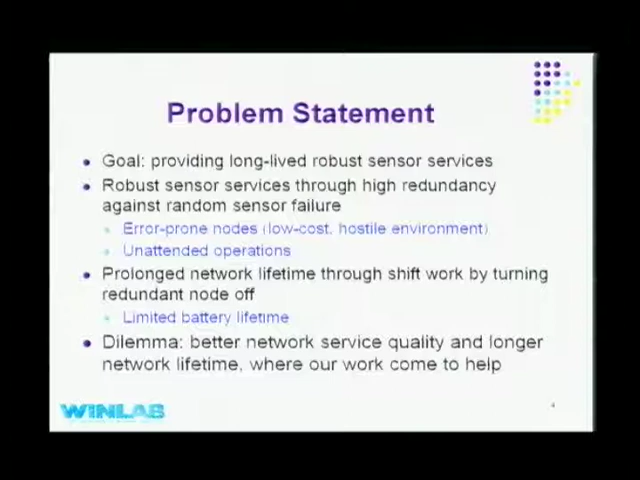 Problem Statement
Goal: providing long-lived robust sensor services
Robust sensor services through high redundancy
against random sensor failure
Error-prone nodes (low-cost, hostile environment)
Unattended operations
Prolonged network lifetime through shift work by turning
redundant node off
Limited battery lifetime
Dilemma: better network service quality and longer
network lifetime, where our work come to help
WINLAB
4